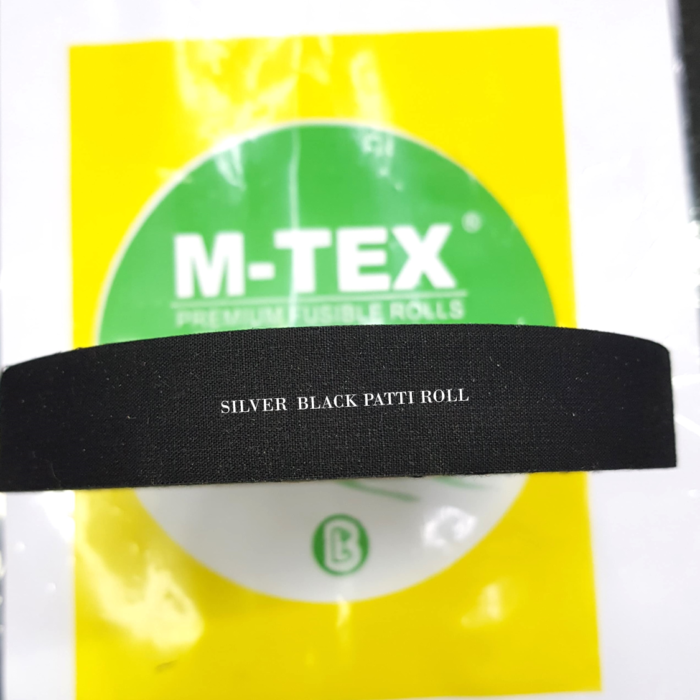 M-TEX®
PREMIUM FUSIBLE ROLLS
SILVER BLACK PATTI ROLL
B